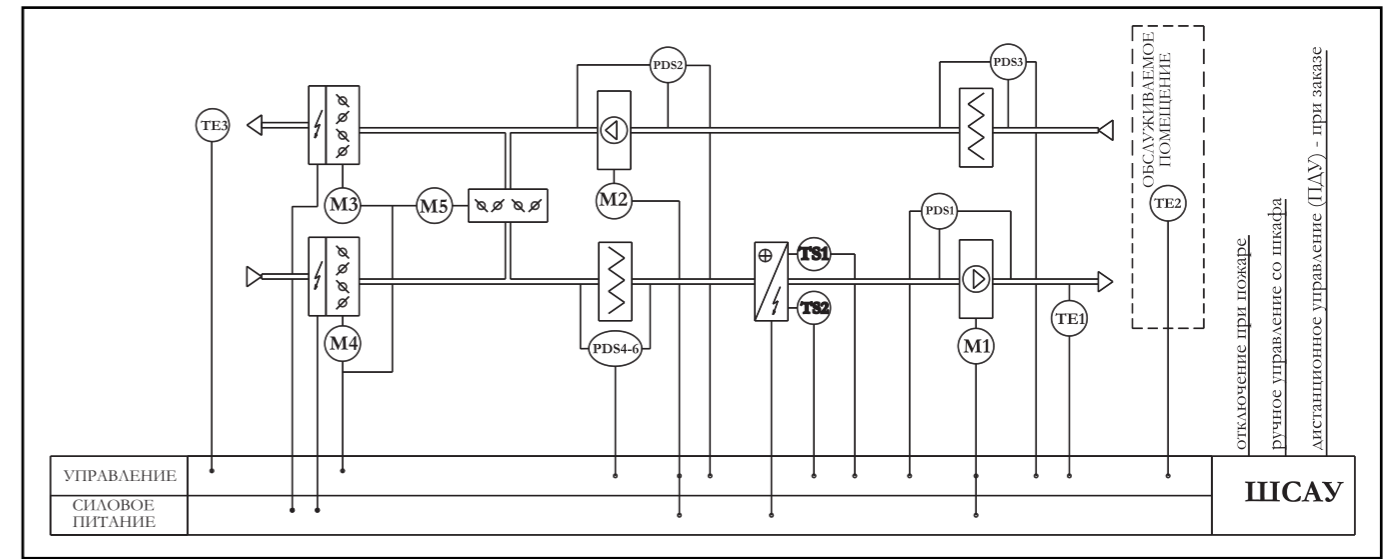 PDS2
PDS3
TE3
ОБСЛУЖИВАЕМОЕ
ПОМЕЩЕНИЕ
M3
M5
M2
PDS1
TE2
TS1
TS2
M4
PDS4-6
M1
TE1
отключение при пожаре
ручное управление со шкафа
дистанционное управление (ПДУ) - при заказе
УПРАВЛЕНИЕ
СИЛОВОЕ
ПИТАНИЕ
ШСАУ